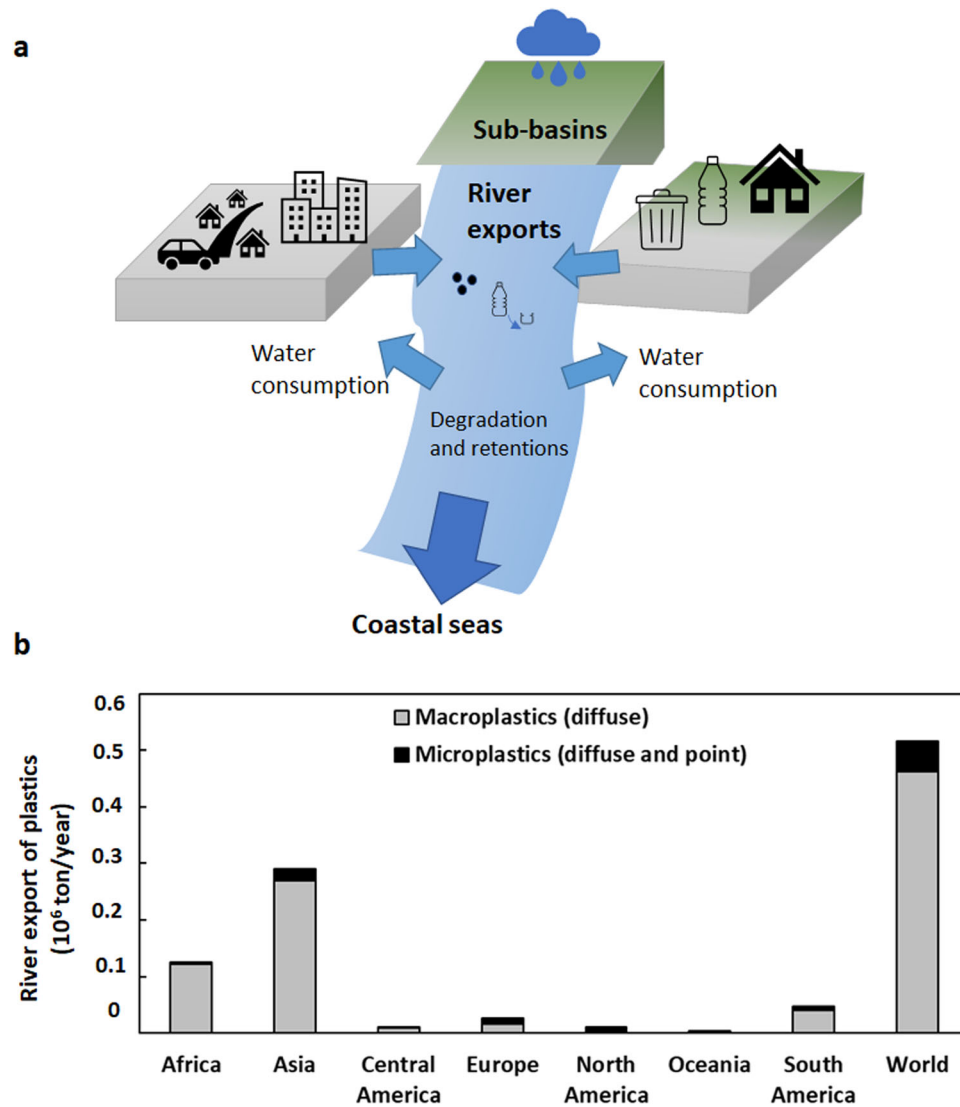 a
Sub-basins
River
exports
Water
consumption
Water
consumption
Degradation
and retentions
Coastal seas
b
River export of plastics
(10⁶ ton/year)
0.6
0.5
0.4
0.3
0.2
0.1
0
Macroplastics (diffuse)
Microplastics (diffuse and point)
Africa
Asia
Central
America
Europe
North
America
Oceania
South
America
World